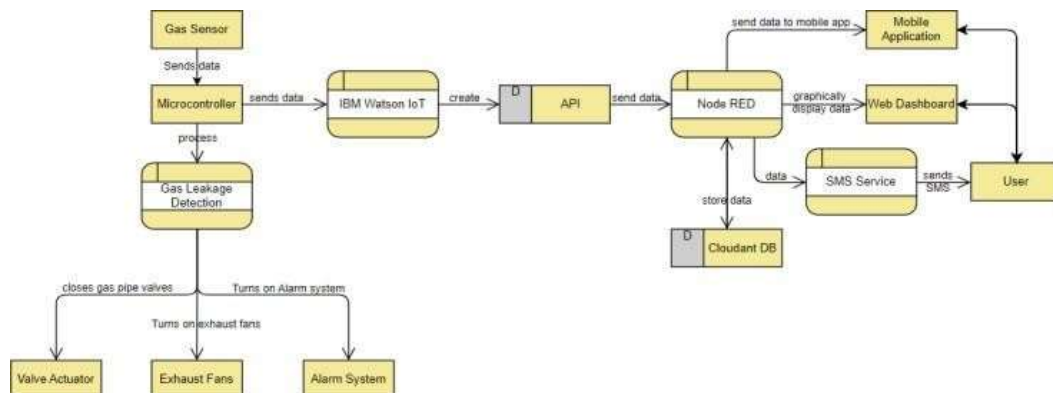 Gas Sensor
Sends data
Microcontroller
sends data
IBM Watson IoT
create
D
API
send data
Node RED
send data to mobile app
Mobile
Application
graphically
display data
Web Dashboard
data
SMS Service
sends
SMS
User
store data
D
Cloudant DB
process
Gas Leakage
Detection
closes gas pipe valves
Turns on exhaust fans
Turns on Alarm system
Valve Actuator
Exhaust Fans
Alarm System